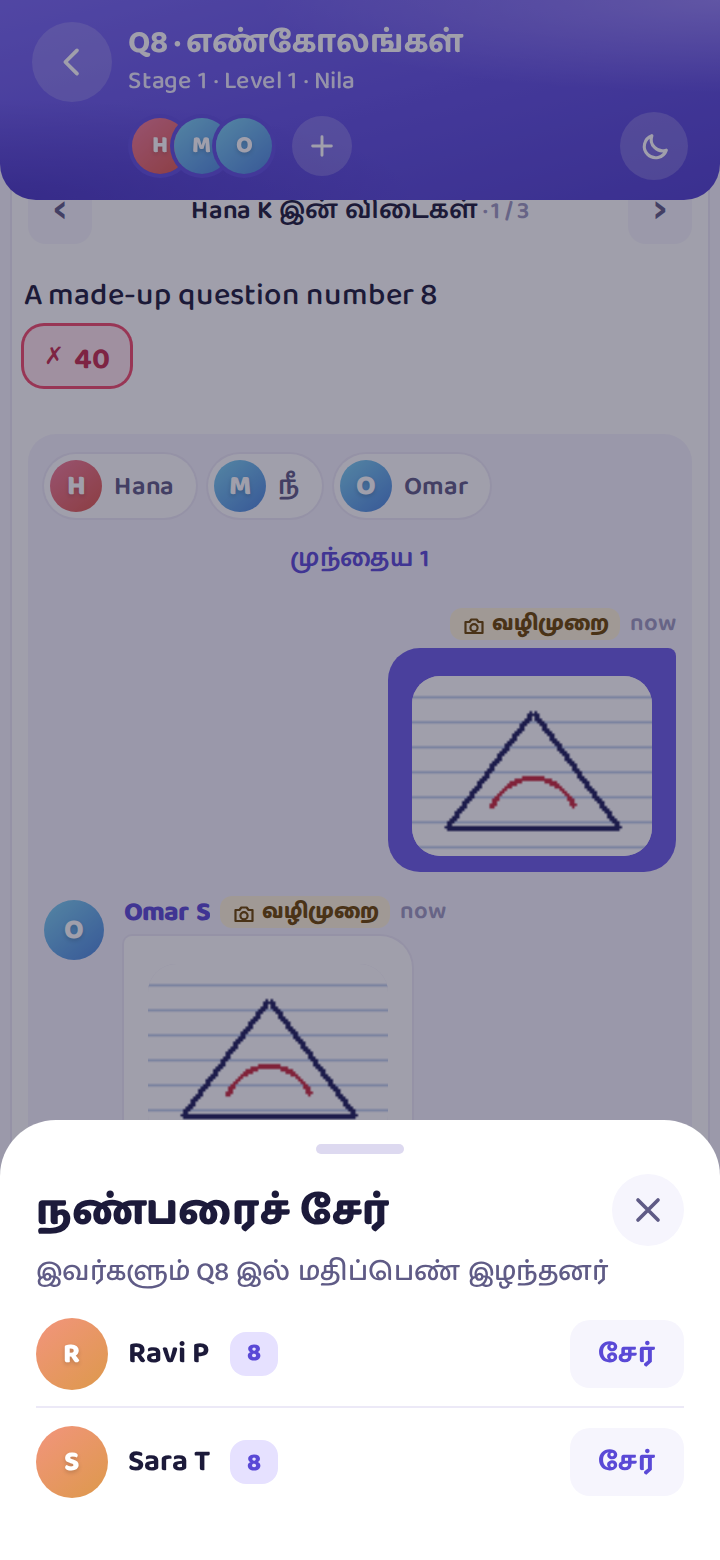 Q8 · எண்கோலங்கள்
Stage 1 · Level 1 · Nila
H M O +
Hana K இன் விடைகள் · 1 / 3
A made-up question number 8
✗ 40
H Hana M நீ O Omar
முந்தைய 1
வழிமுறை now
O Omar S வழிமுறை now
நண்பரைச் சேர்
இவர்களும் Q8 இல் மதிப்பெண் இழந்தனர்
R Ravi P 8 சேர்
S Sara T 8 சேர்